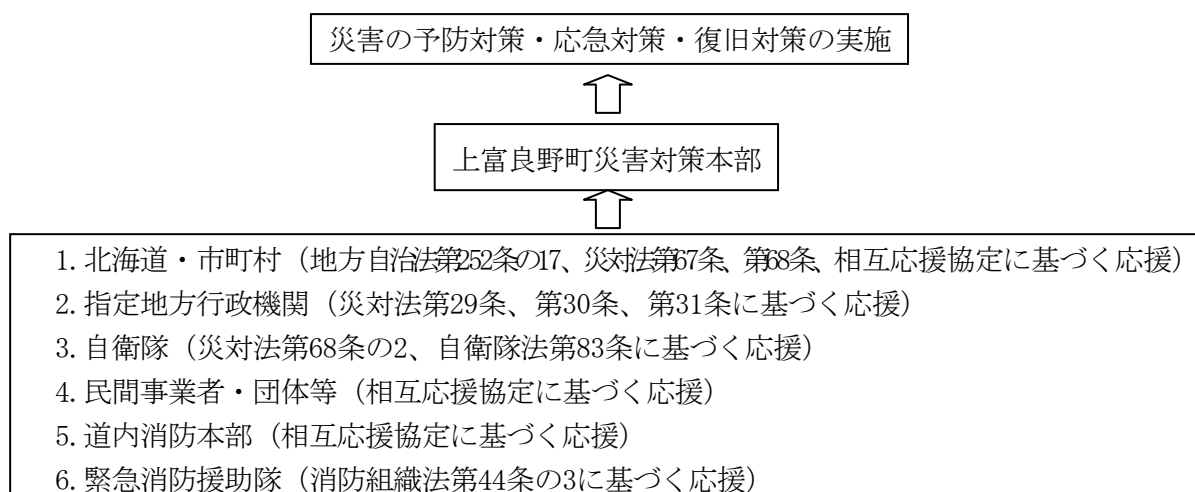 災害の予防対策・応急対策・復旧対策の実施
上富良野町災害対策本部
1. 北海道・市町村（地方自治法第252条の17、災対法第67条、第68条、相互応援協定に基づく応援）
2. 指定地方行政機関（災対法第29条、第30条、第31条に基づく応援）
3. 自衛隊（災対法第68条の2、自衛隊法第83条に基づく応援）
4. 民間事業者・団体等（相互応援協定に基づく応援）
5. 道内消防本部（相互応援協定に基づく応援）
6. 緊急消防援助隊（消防組織法第44条の3に基づく応援）